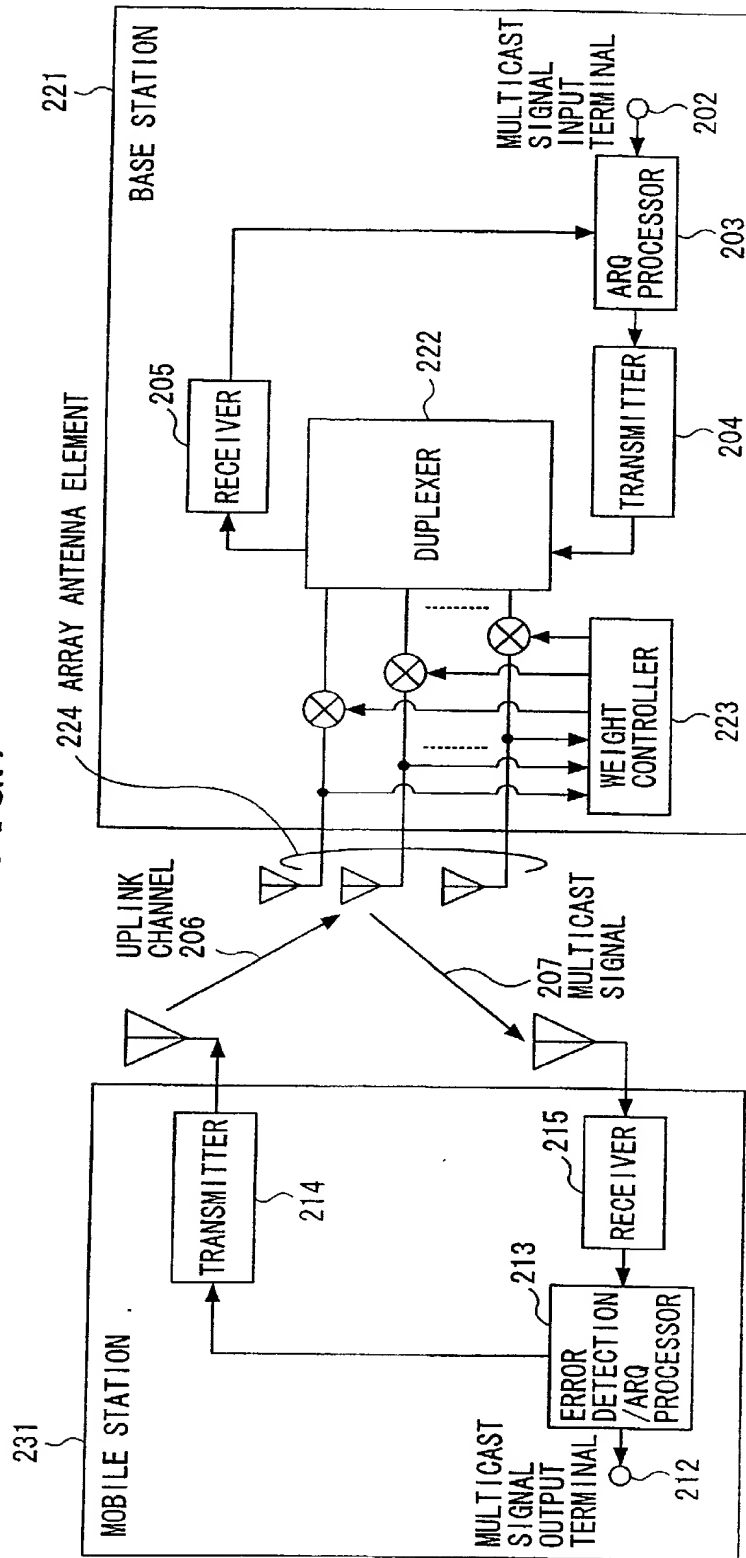 221
BASE STATION
MULTICAST
SIGNAL
INPUT
TERMINAL
202
ARQ
PROCESSOR
203
TRANSMITTER
204
205
RECEIVER
222
DUPLEXER
WEIGHT
CONTROLLER
223
224 ARRAY ANTENNA ELEMENT
UPLINK
CHANNEL
206
207
MULTICAST
SIGNAL
231
MOBILE STATION
TRANSMITTER
214
215
RECEIVER
213
ERROR
DETECTION
/ARQ
PROCESSOR
MULTICAST
SIGNAL
OUTPUT
TERMINAL
212